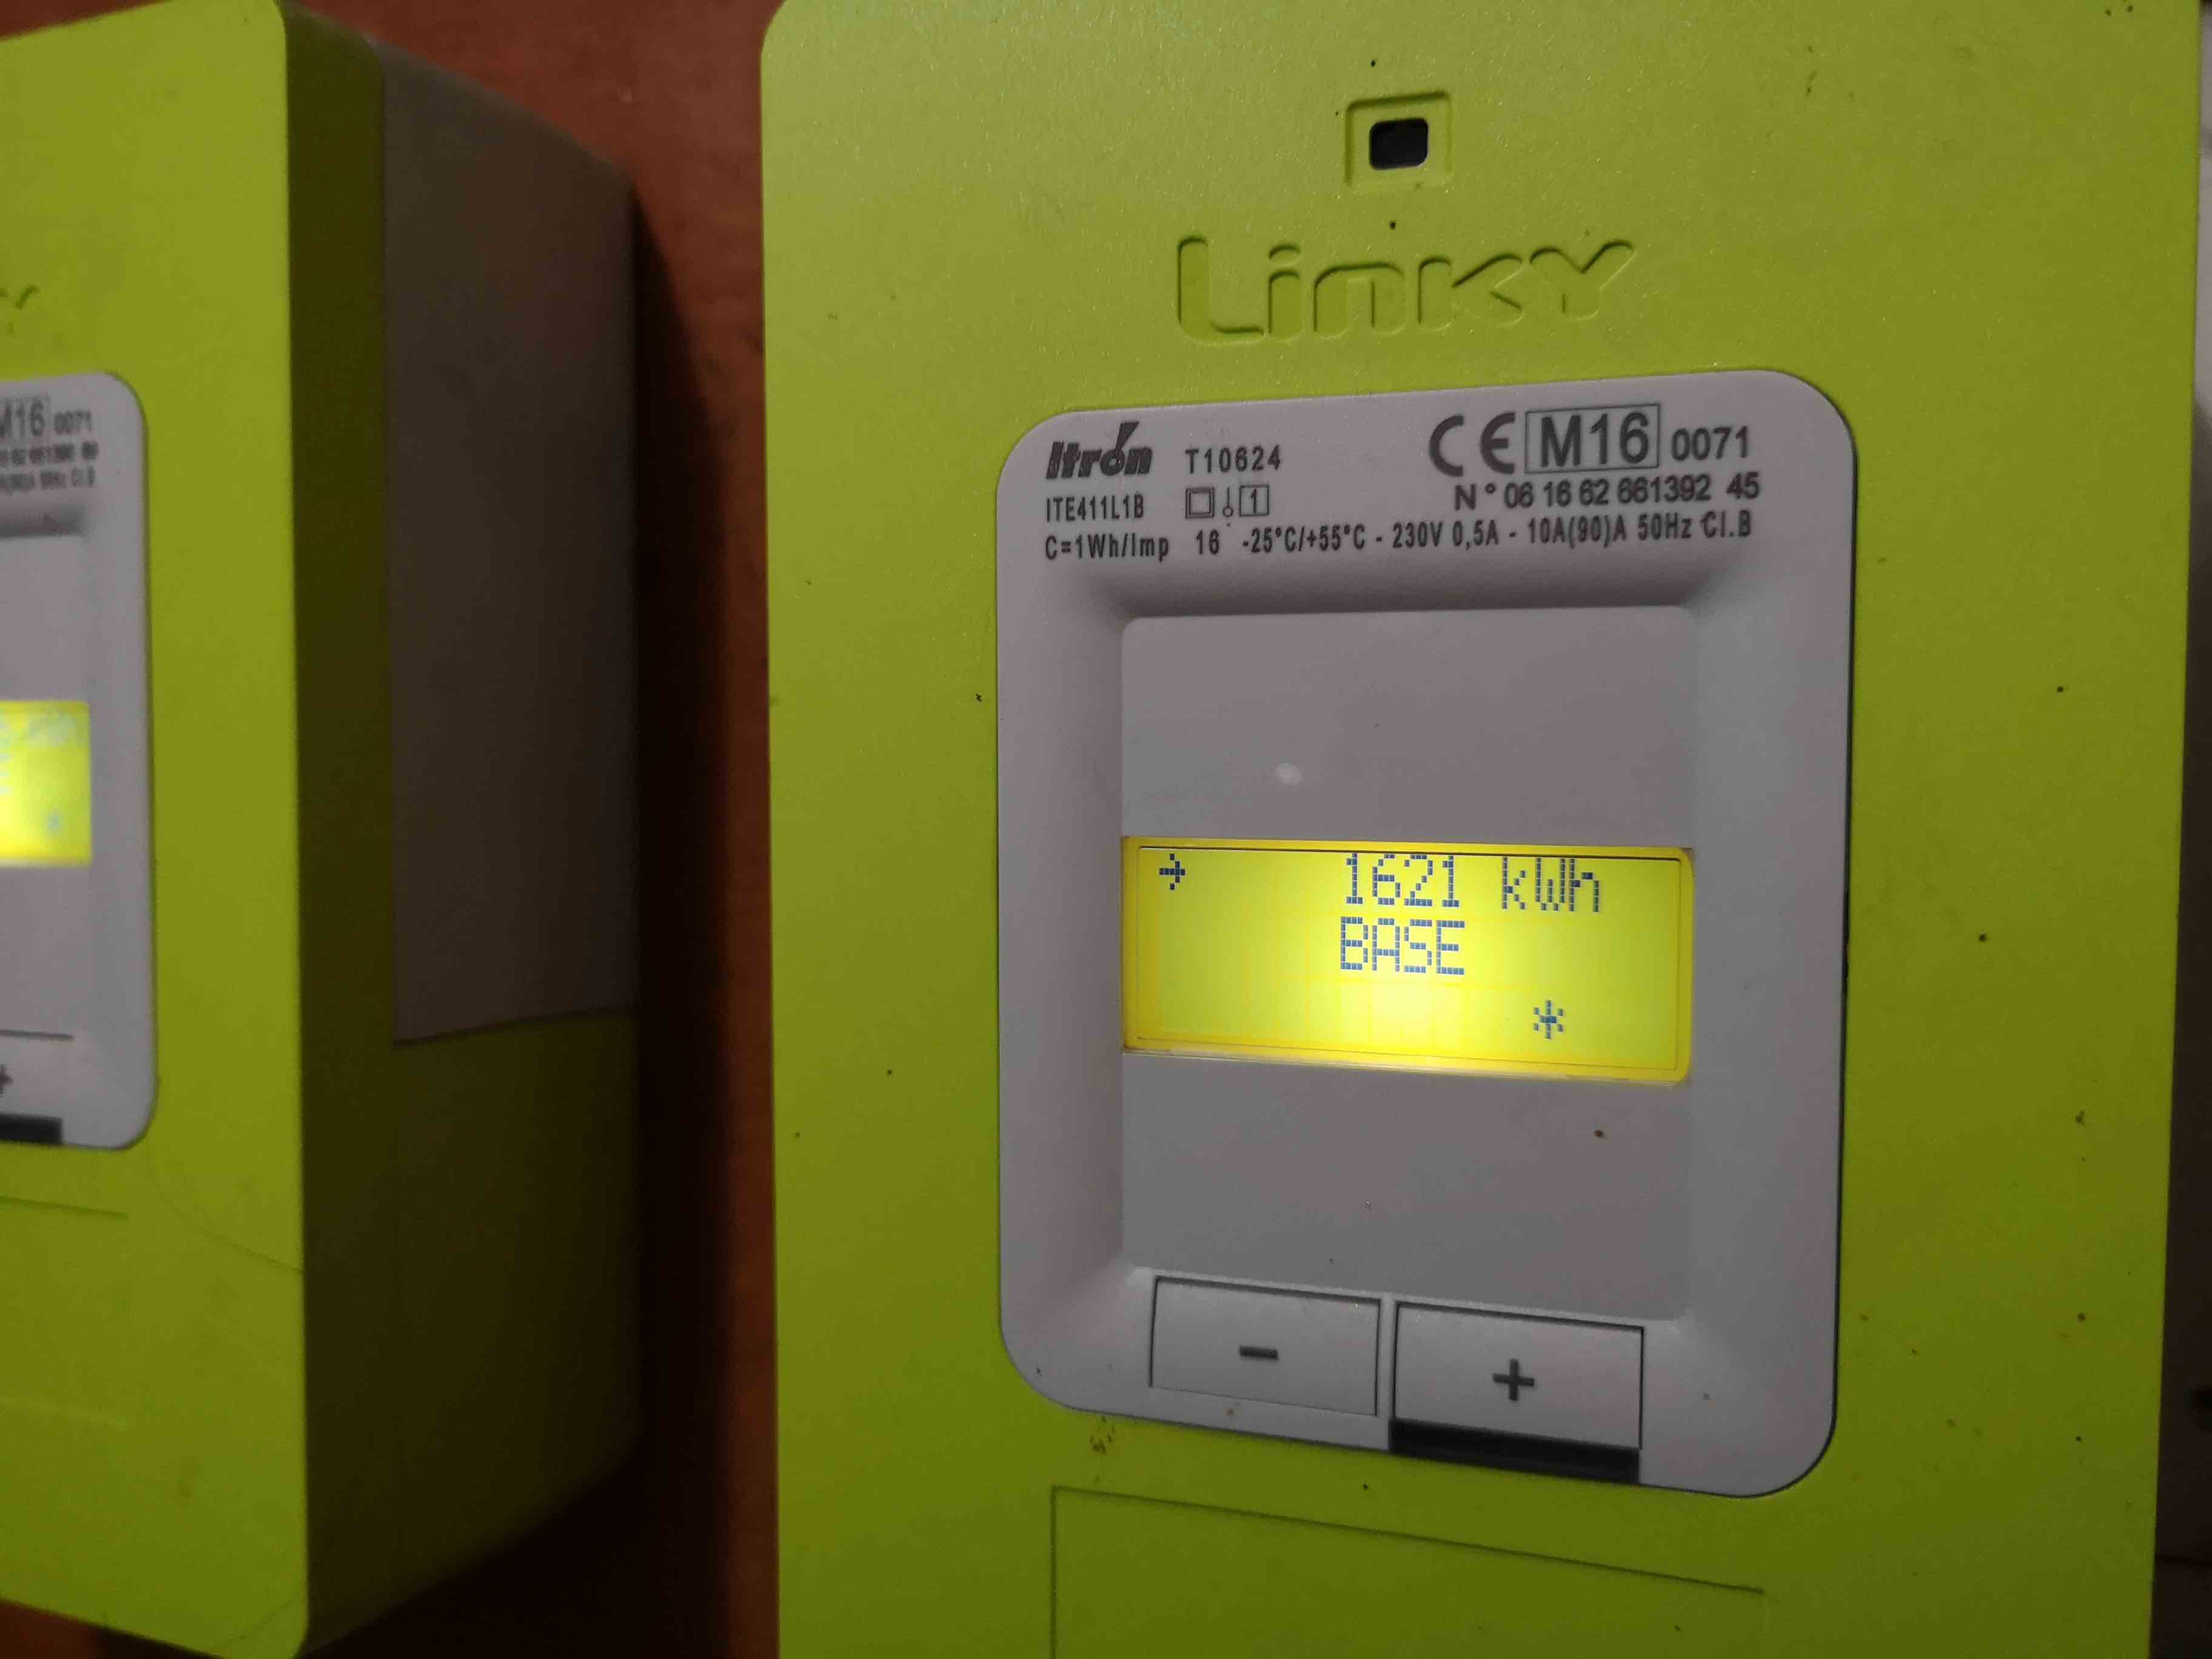 Linky
Itron T10624
CE M16 0071
ITE411L1B 1
N° 06 16 62 661392 45
C=1Wh/Imp 16 -25°C/+55°C - 230V 0,5A - 10A(90)A 50Hz Cl.B
→ 1621 kWh
BASE
*
- +
M16 0071
+